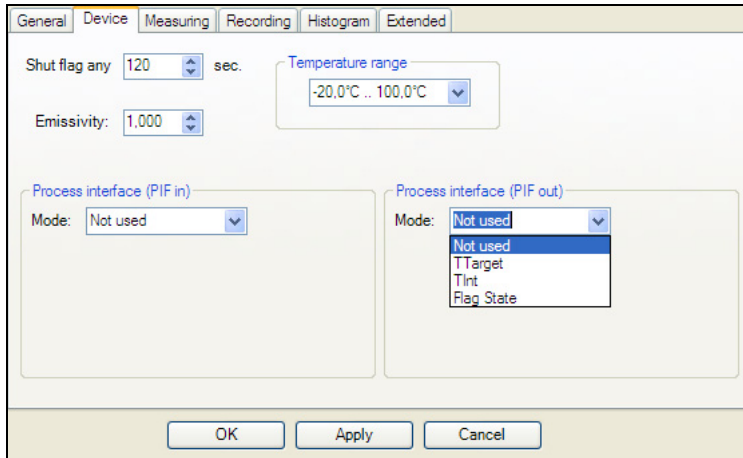 General Device Measuring Recording Histogram Extended
Shut flag any 120 sec.
Temperature range
-20,0°C .. 100,0°C
Emissivity: 1,000
Process interface (PIF in)
Mode: Not used
Process interface (PIF out)
Mode: Not used
Not used
TTarget
TInt
Flag State
OK Apply Cancel